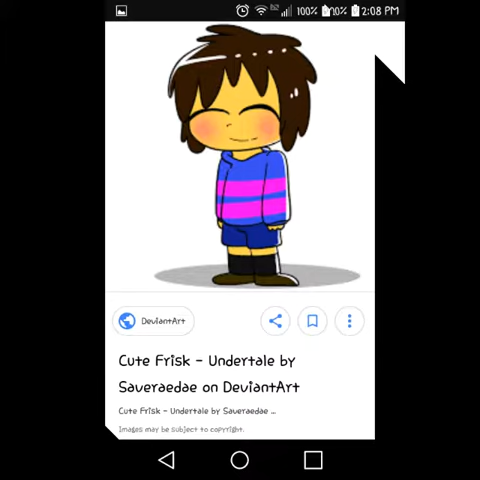 100% 70% 2:08 PM
DeviantArt
Cute Frisk - Undertale by
Saveraedae on DeviantArt
Cute Frisk - Undertale by Saveraedae ...
Images may be subject to copyright.